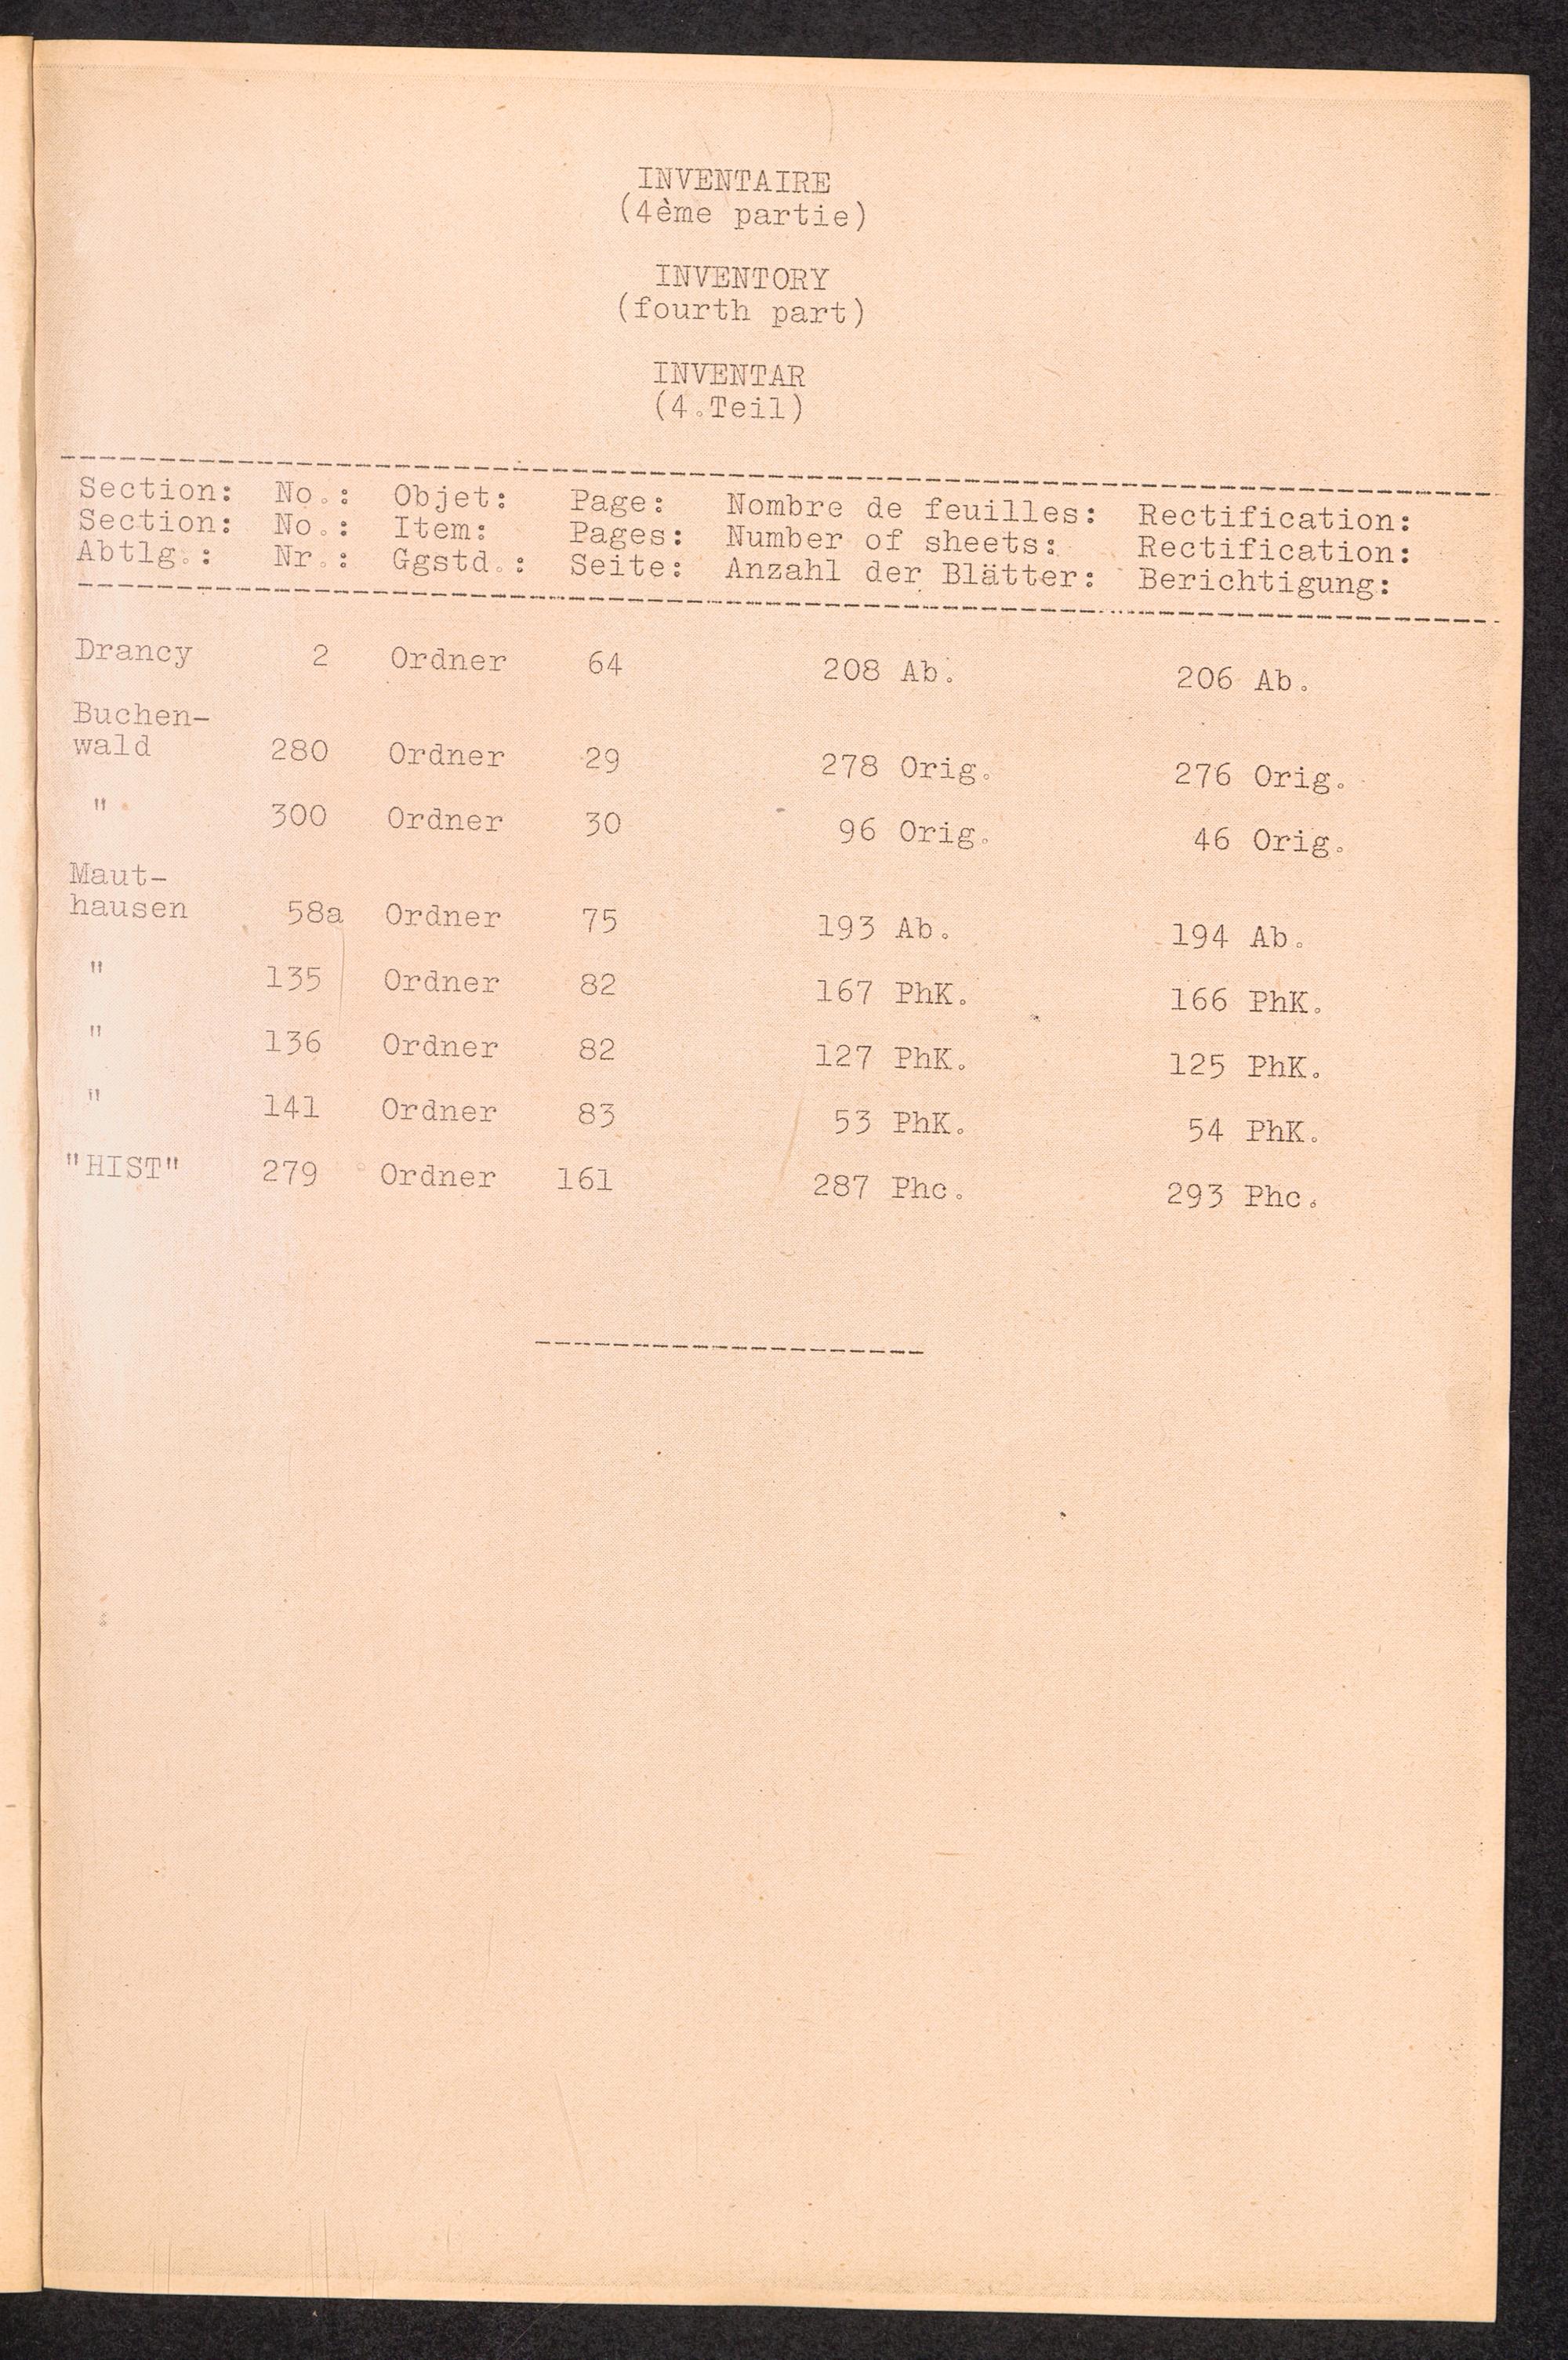 INVENTAIRE
(4ème partie)
INVENTORY
(fourth part)
INVENTAR
(4.Teil)
Section: No.: Objet: Page: Nombre de feuilles: Rectification:
Section: No.: Item: Pages: Number of sheets: Rectification:
Abtlg.: Nr.: Ggstd.: Seite: Anzahl der Blätter: Berichtigung:
Drancy 2 Ordner 64 208 Ab. 206 Ab.
Buchen-
wald 280 Ordner 29 278 Orig. 276 Orig.
" 300 Ordner 30 96 Orig. 46 Orig.
Maut-
hausen 58a Ordner 75 193 Ab. 194 Ab.
" 135 Ordner 82 167 PhK. 166 PhK.
" 136 Ordner 82 127 PhK. 125 PhK.
" 141 Ordner 83 53 PhK. 54 PhK.
"HIST" 279 Ordner 161 287 Phc. 293 Phc.